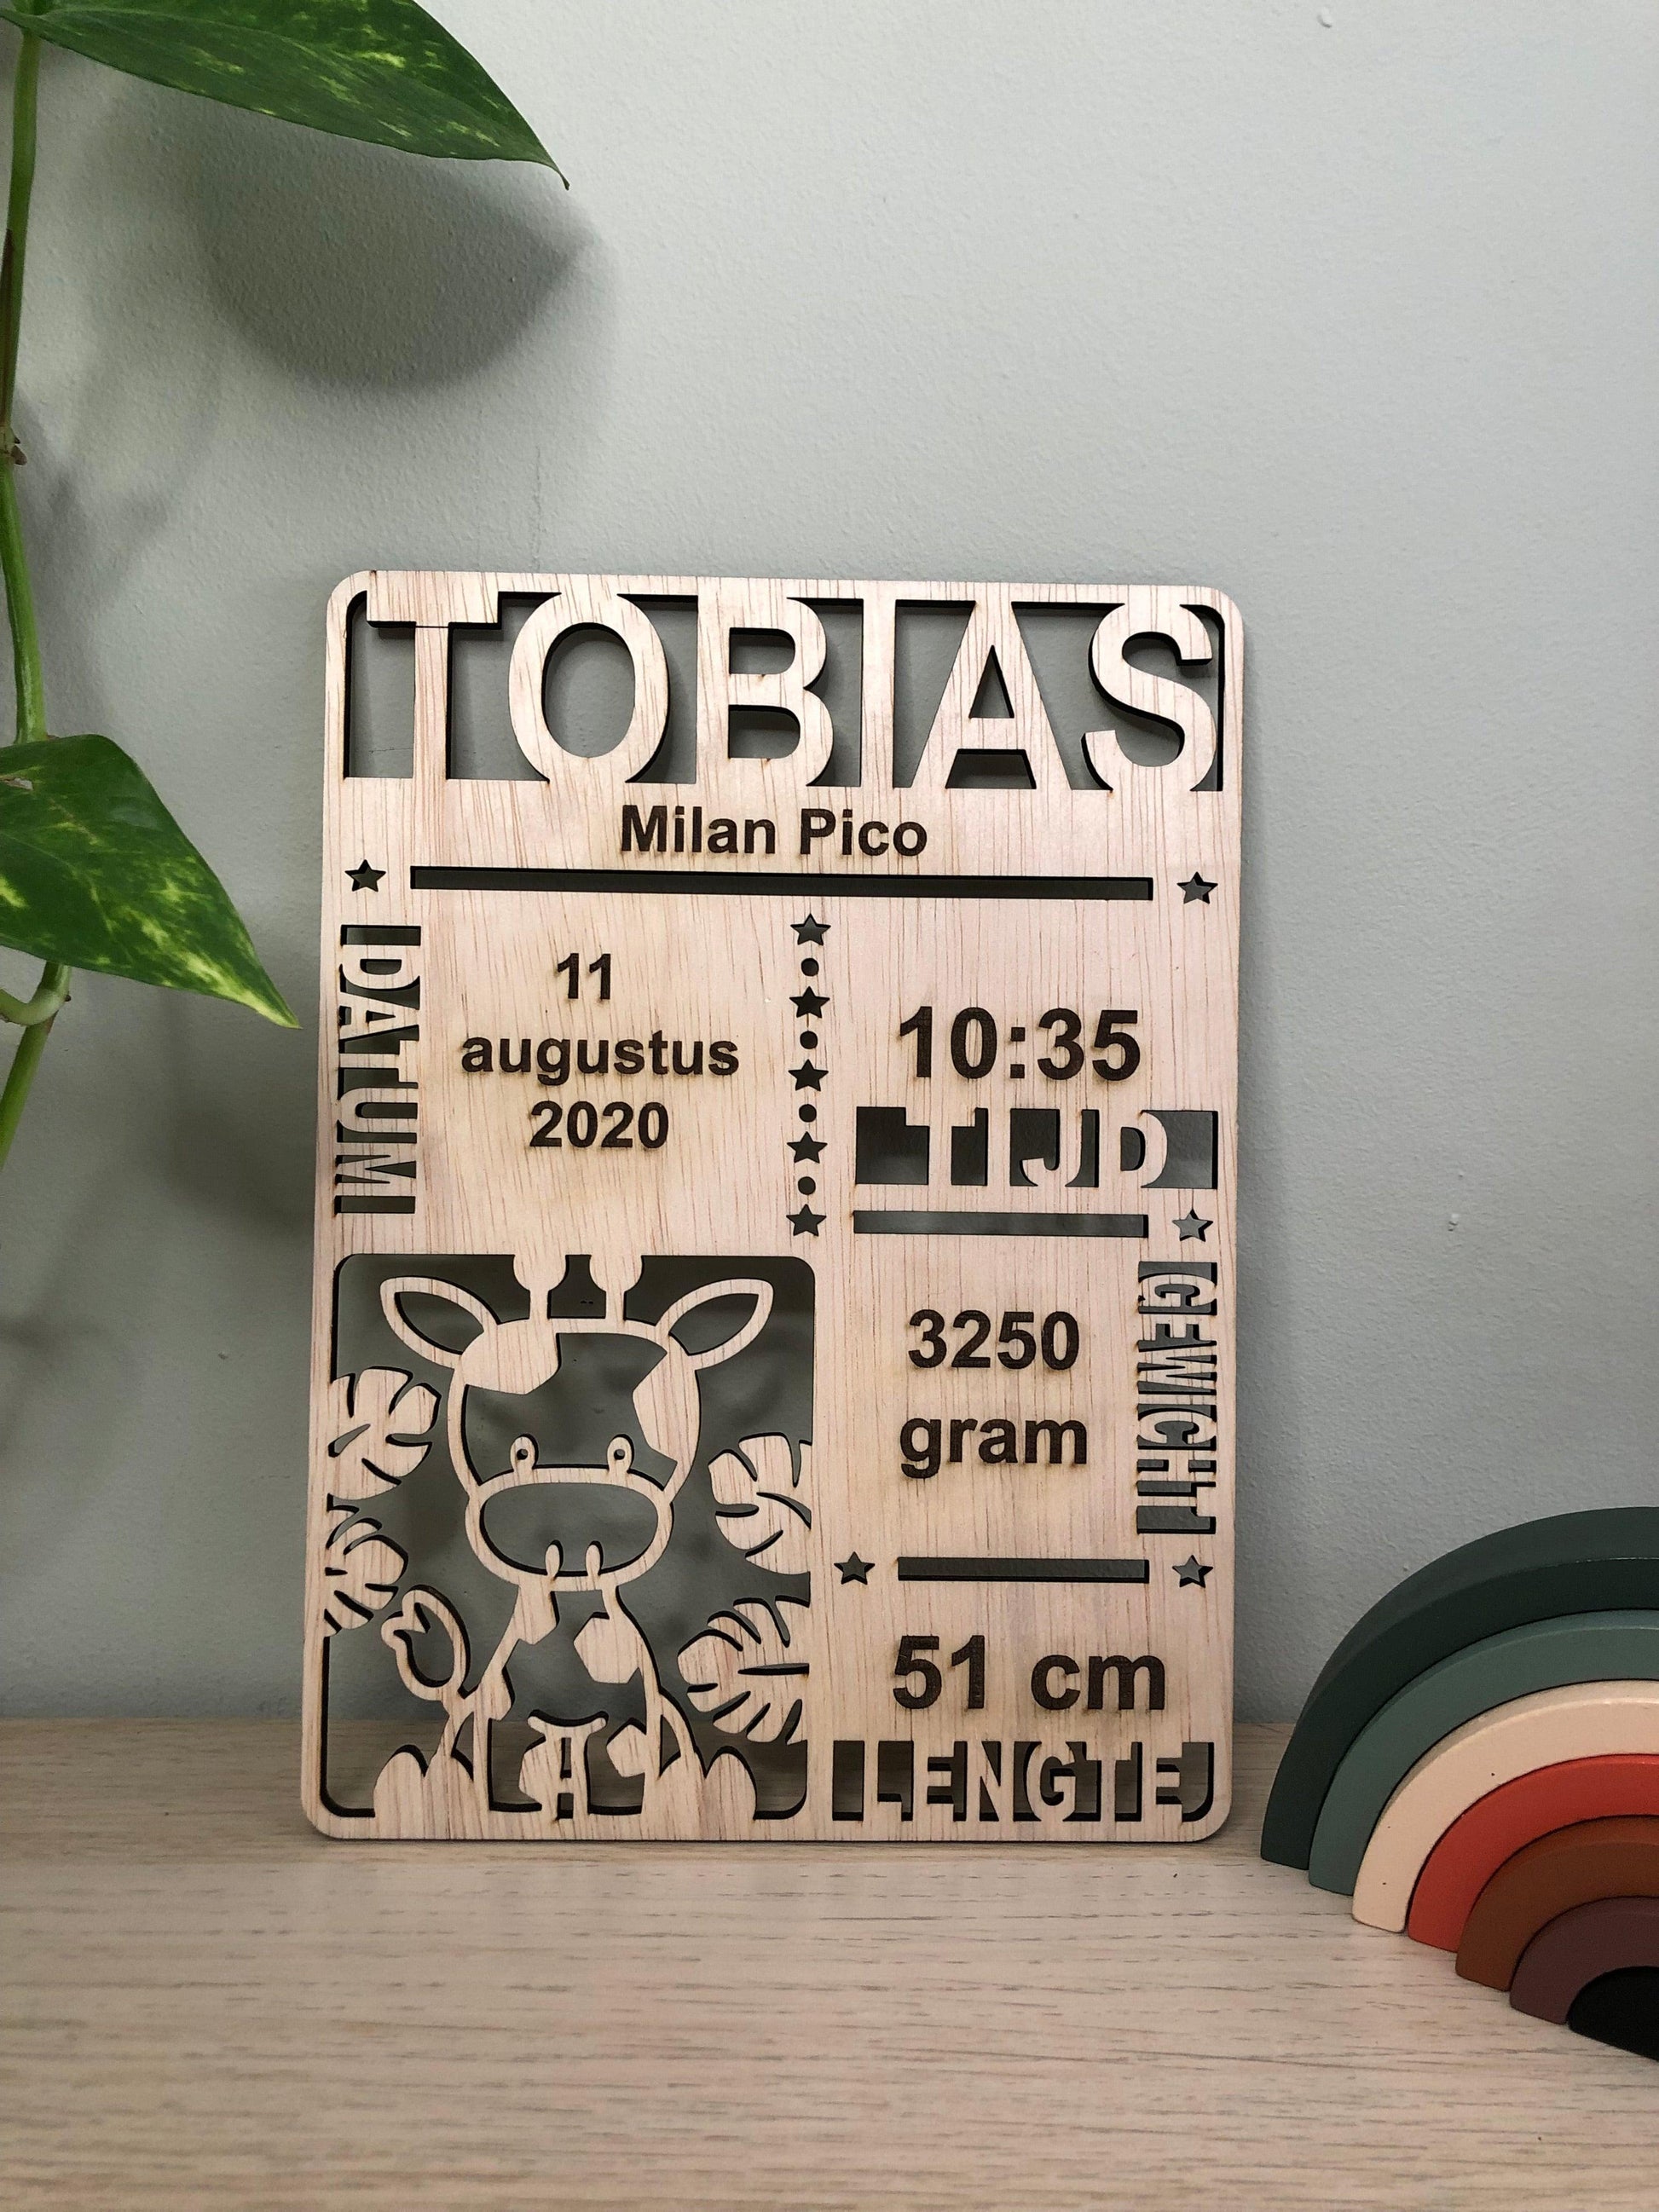 TOBIAS
Milan Pico
DATUM
11
augustus
2020
10:35
TIJD
3250
gram
GEWICHT
51 cm
LENGTE